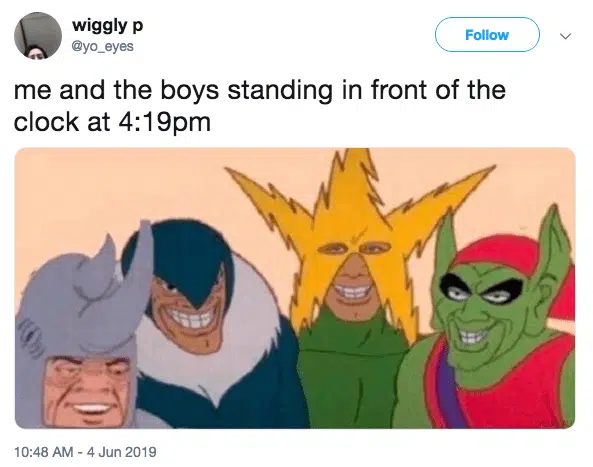 wiggly p
@yo_eyes
Follow
me and the boys standing in front of the
clock at 4:19pm
10:48 AM - 4 Jun 2019